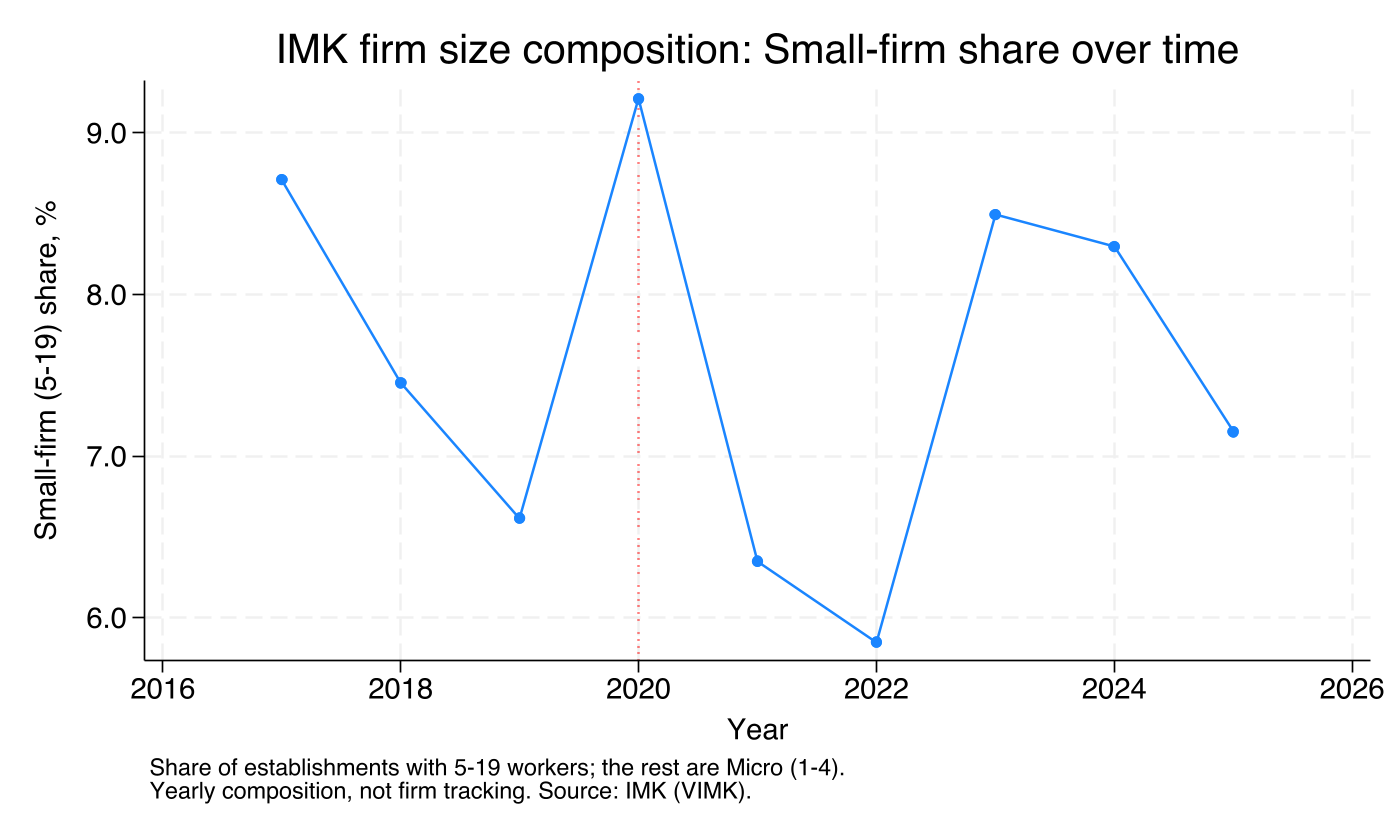 IMK firm size composition: Small-firm share over time
Small-firm (5-19) share, %
9.0
8.0
7.0
6.0
2016 2018 2020 2022 2024 2026
Year
Share of establishments with 5-19 workers; the rest are Micro (1-4).
Yearly composition, not firm tracking. Source: IMK (VIMK).